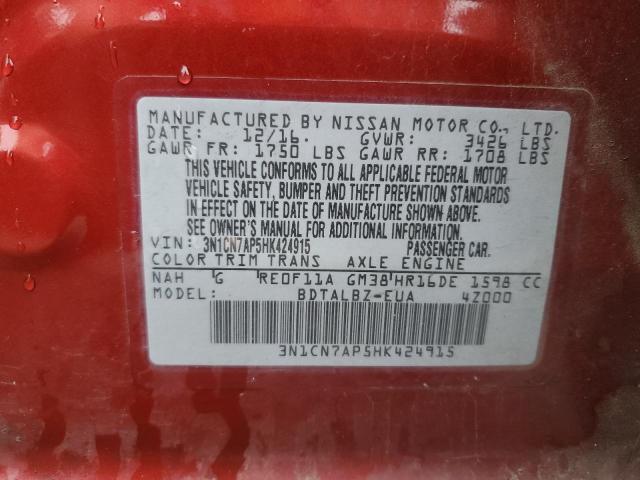 MANUFACTURED BY NISSAN MOTOR CO., LTD.
DATE: 12/16. GVWR: 3426 LBS
GAWR FR: 1750 LBS GAWR RR: 1708 LBS
THIS VEHICLE CONFORMS TO ALL APPLICABLE FEDERAL MOTOR
VEHICLE SAFETY, BUMPER AND THEFT PREVENTION STANDARDS
IN EFFECT ON THE DATE OF MANUFACTURE SHOWN ABOVE.
SEE OWNER'S MANUAL FOR ADDITIONAL INFORMATION.
VIN: 3N1CN7AP5HK424915 PASSENGER CAR.
COLOR TRIM TRANS AXLE ENGINE
NAH G RE0F11A GM38 HR16DE 1598 CC
MODEL: BDTALBZ-EUA 4Z000
3N1CN7AP5HK424915